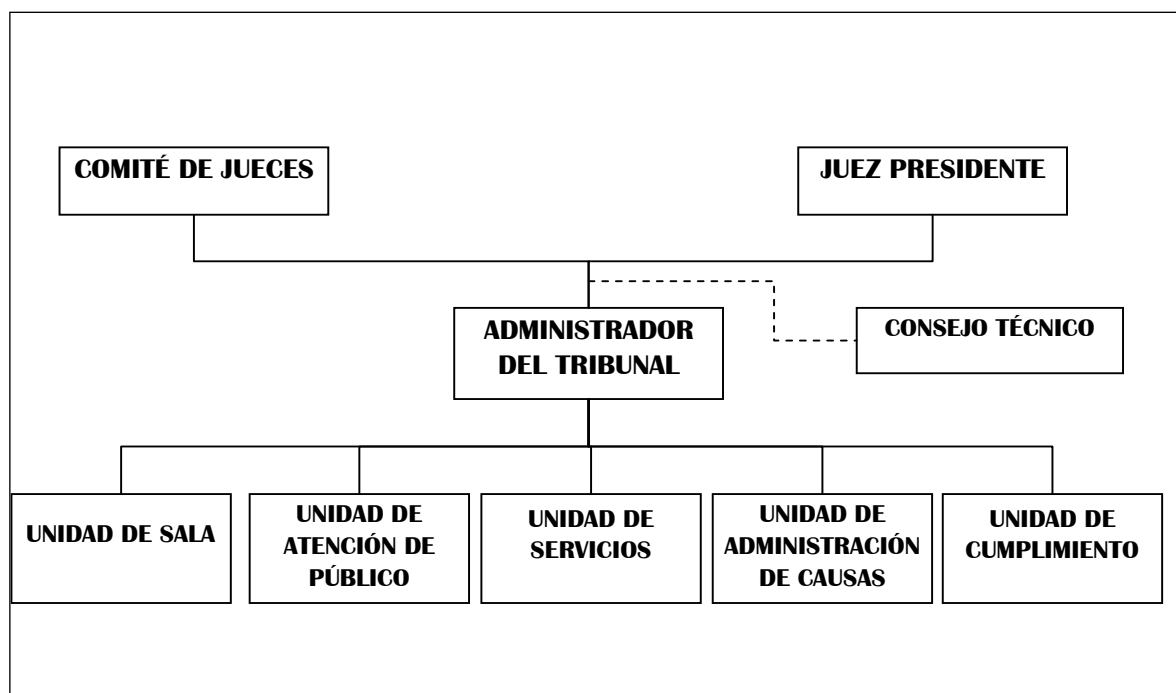 COMITÉ DE JUECES
JUEZ PRESIDENTE
ADMINISTRADOR
DEL TRIBUNAL
CONSEJO TÉCNICO
UNIDAD DE SALA
UNIDAD DE
ATENCIÓN DE
PÚBLICO
UNIDAD DE
SERVICIOS
UNIDAD DE
ADMINISTRACIÓN
DE CAUSAS
UNIDAD DE
CUMPLIMIENTO